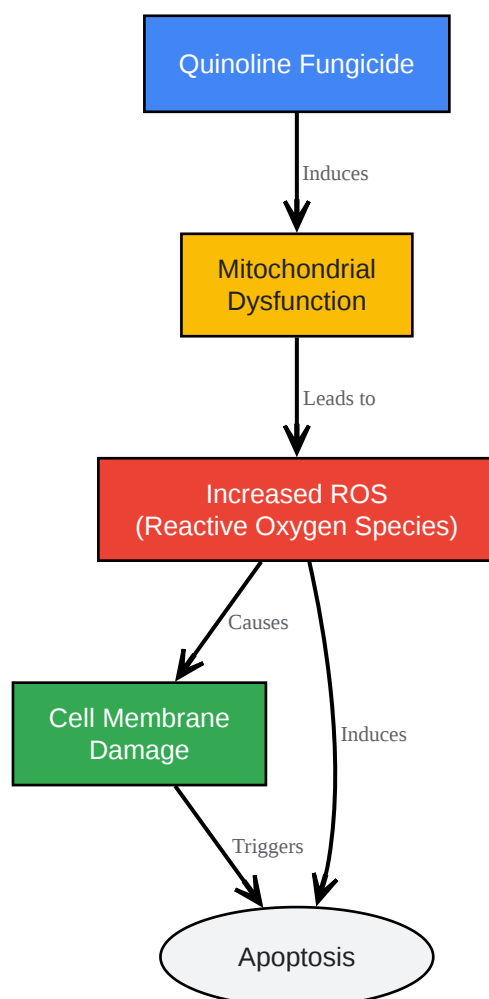 Quinoline Fungicide
Induces
Mitochondrial
Dysfunction
Leads to
Increased ROS
(Reactive Oxygen Species)
Causes
Cell Membrane
Damage
Induces
Triggers
Apoptosis